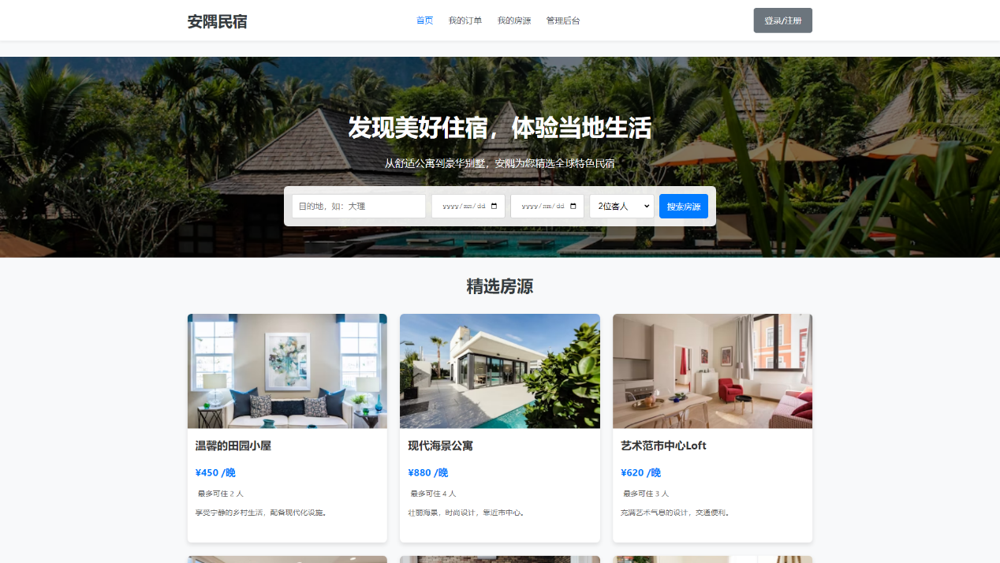 安隅民宿
首页 我的订单 我的房源 管理后台
登录/注册
发现美好住宿，体验当地生活
从舒适公寓到豪华别墅，安隅为您精选全球特色民宿
目的地，如：大理 yyyy/mm/dd yyyy/mm/dd 2位客人 搜索房源
精选房源
温馨的田园小屋
¥450 /晚
最多可住 2 人
享受宁静的乡村生活，配备现代化设施。
现代海景公寓
¥880 /晚
最多可住 4 人
壮丽海景，时尚设计，靠近市中心。
艺术范市中心Loft
¥620 /晚
最多可住 3 人
充满艺术气息的设计，交通便利。